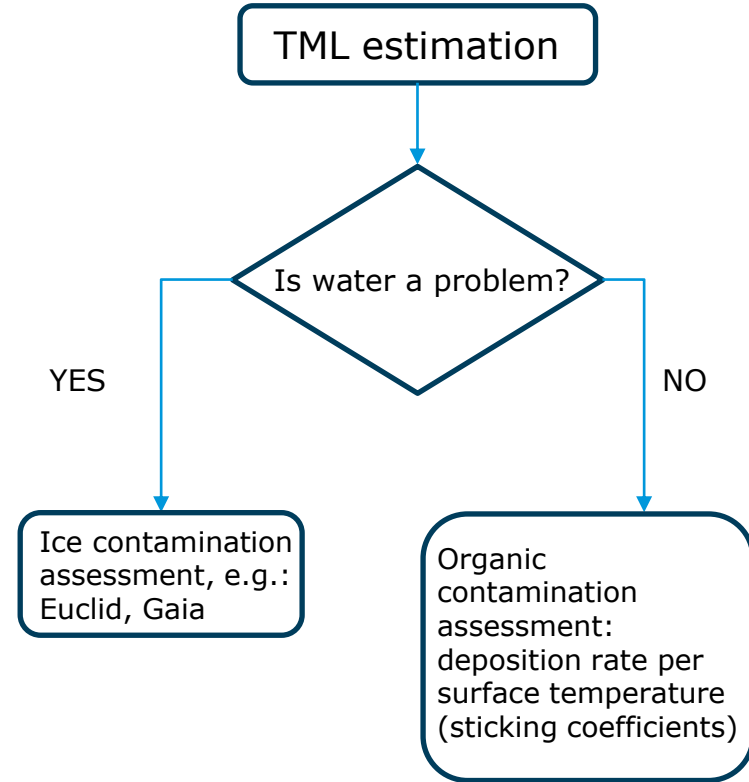 TML estimation
Is water a problem?
YES
NO
Ice contamination
assessment, e.g.:
Euclid, Gaia
Organic
contamination
assessment:
deposition rate per
surface temperature
(sticking coefficients)